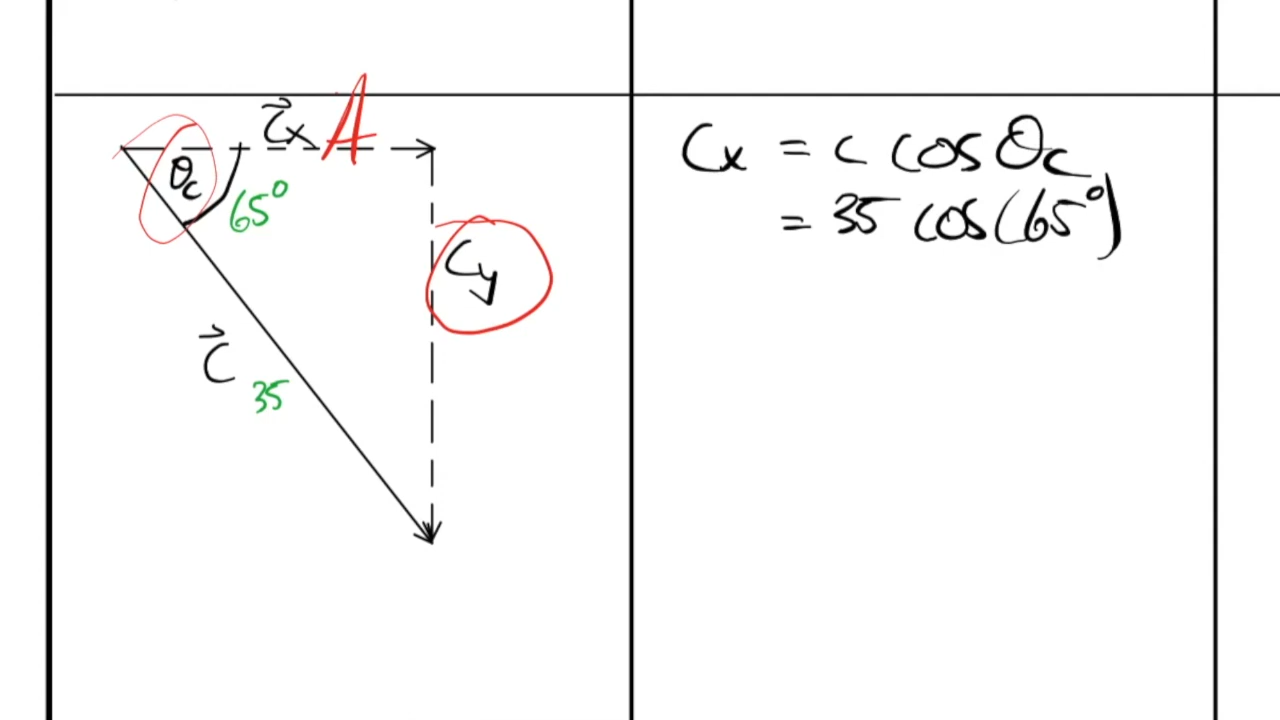 C⃗x A
θc
65°
Cy
C⃗
35
Cx = C cos θc
= 35 cos(65°)